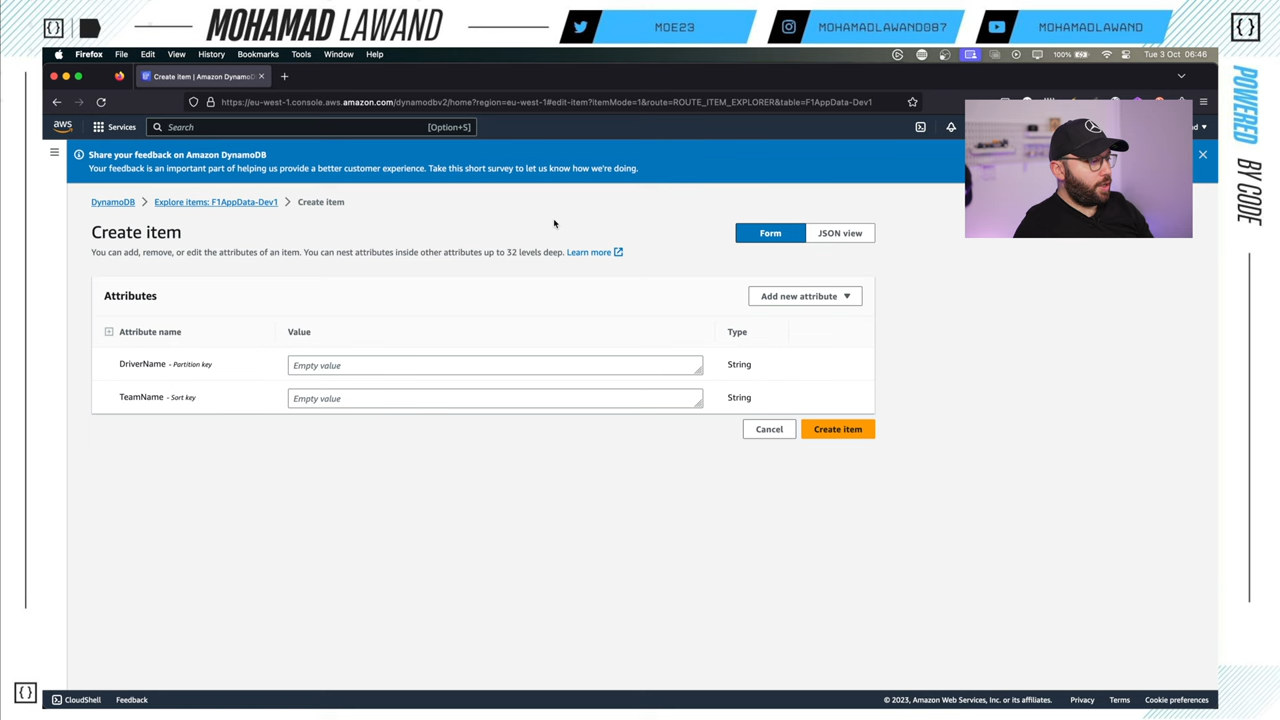 MOHAMAD LAWAND
MOE23
MOHAMADLAWAND087
MOHAMADLAWAND
Firefox File Edit View History Bookmarks Tools Window Help
100%
Tue 3 Oct 06:46
Create item | Amazon DynamoD
https://eu-west-1.console.aws.amazon.com/dynamodbv2/home?region=eu-west-1#edit-item?itemMode=1&route=ROUTE_ITEM_EXPLORER&table=F1AppData-Dev1
aws
Services
Search
[Option+S]
Share your feedback on Amazon DynamoDB
Your feedback is an important part of helping us provide a better customer experience. Take this short survey to let us know how we're doing.
DynamoDB > Explore items: F1AppData-Dev1 > Create item
Create item
Form
JSON view
You can add, remove, or edit the attributes of an item. You can nest attributes inside other attributes up to 32 levels deep. Learn more
Attributes
Add new attribute
Attribute name
Value
Type
DriverName - Partition key
Empty value
String
TeamName - Sort key
Empty value
String
Cancel
Create item
CloudShell
Feedback
© 2023, Amazon Web Services, Inc. or its affiliates.
Privacy
Terms
Cookie preferences
POWERED BY CODE